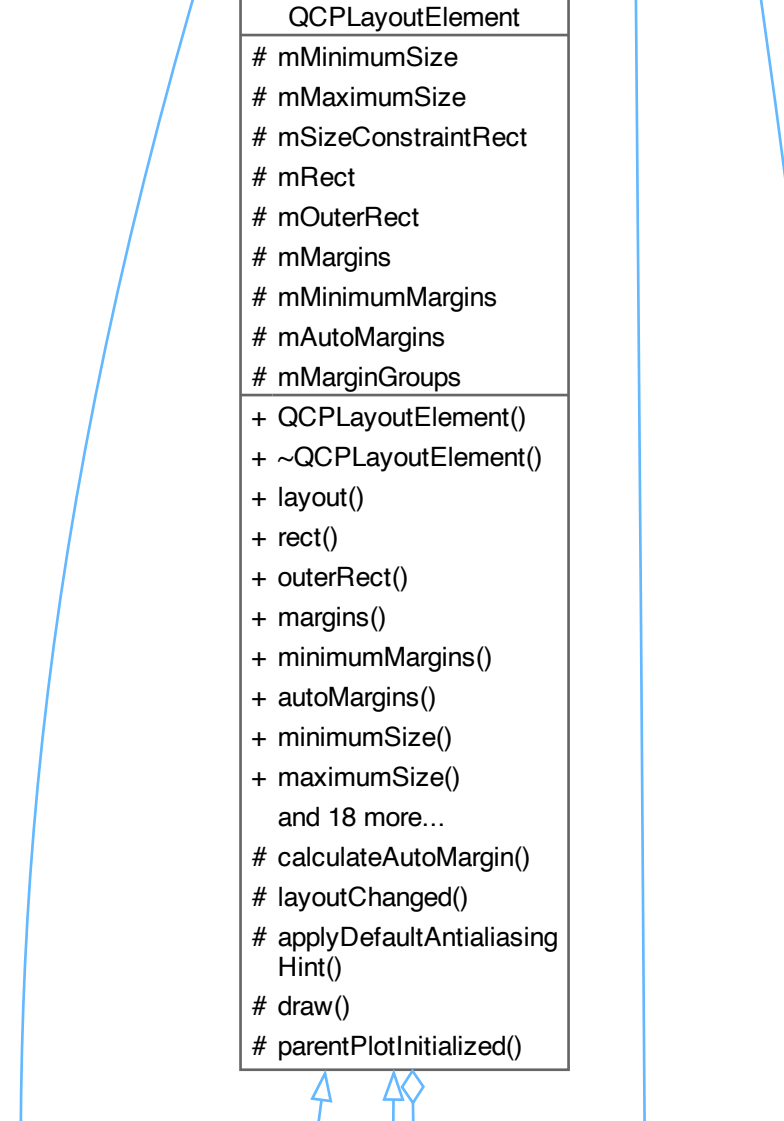 QCPLayoutElement
# mMinimumSize
# mMaximumSize
# mSizeConstraintRect
# mRect
# mOuterRect
# mMargins
# mMinimumMargins
# mAutoMargins
# mMarginGroups
+ QCPLayoutElement()
+ ~QCPLayoutElement()
+ layout()
+ rect()
+ outerRect()
+ margins()
+ minimumMargins()
+ autoMargins()
+ minimumSize()
+ maximumSize()
and 18 more...
# calculateAutoMargin()
# layoutChanged()
# applyDefaultAntialiasing
Hint()
# draw()
# parentPlotInitialized()